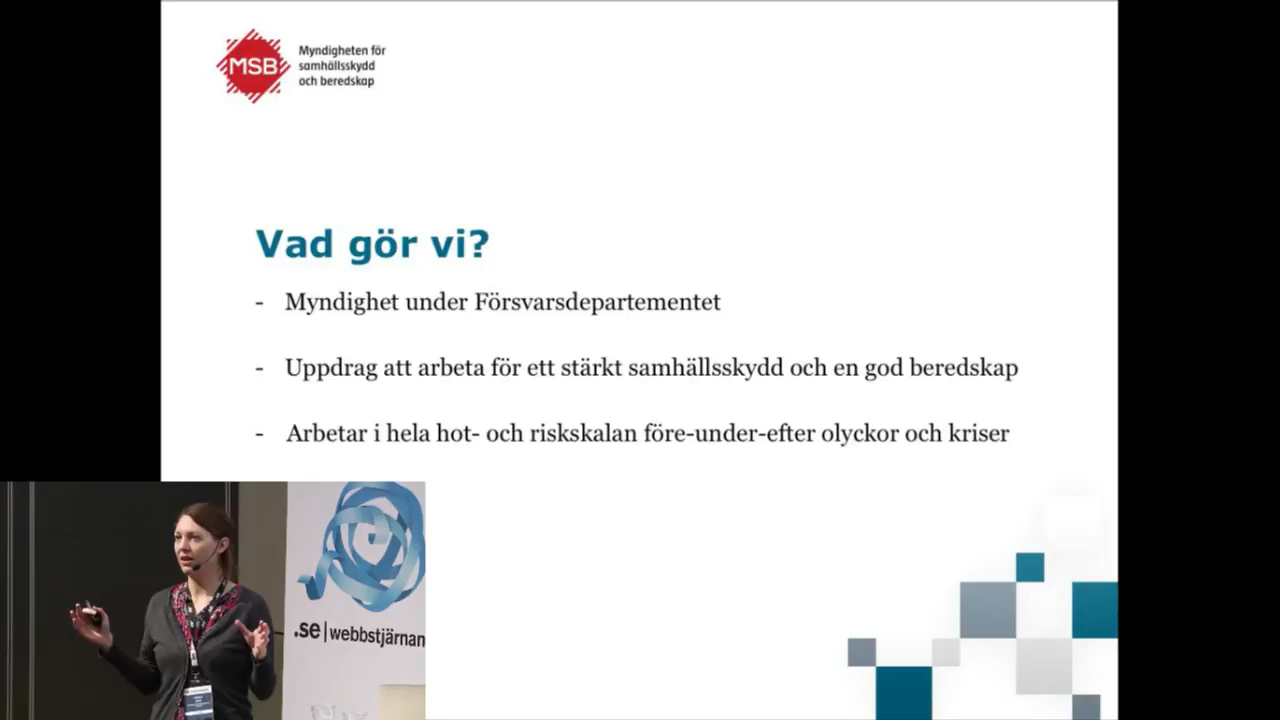 MSB
Myndigheten för
samhällsskydd
och beredskap
Vad gör vi?
- Myndighet under Försvarsdepartementet
- Uppdrag att arbeta för ett stärkt samhällsskydd och en god beredskap
- Arbetar i hela hot- och riskskalan före-under-efter olyckor och kriser
.se|webbstjärnan